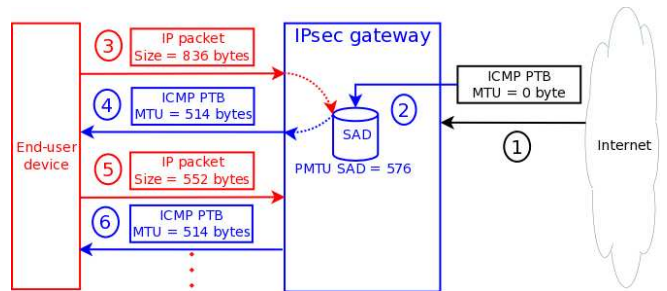 3
IP packet
Size = 836 bytes
IPsec gateway
ICMP PTB
MTU = 0 byte
4
ICMP PTB
MTU = 514 bytes
2
SAD
1
End-user
device
Internet
5
IP packet
Size = 552 bytes
PMTU SAD = 576
6
ICMP PTB
MTU = 514 bytes